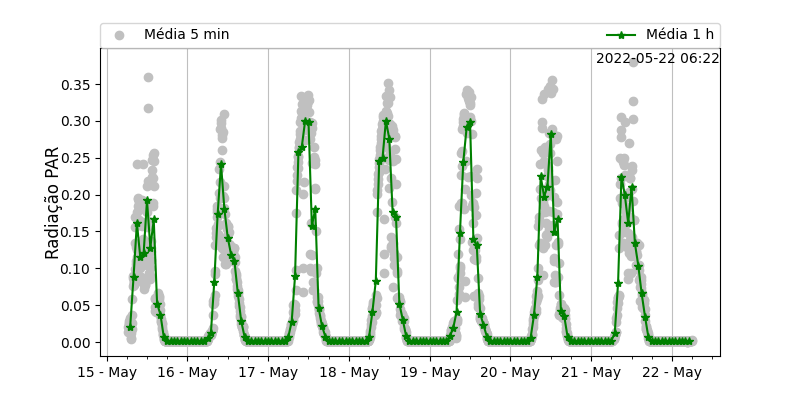 Média 5 min
Média 1 h
2022-05-22 06:22
Radiação PAR
0.35
0.30
0.25
0.20
0.15
0.10
0.05
0.00
15 - May
16 - May
17 - May
18 - May
19 - May
20 - May
21 - May
22 - May